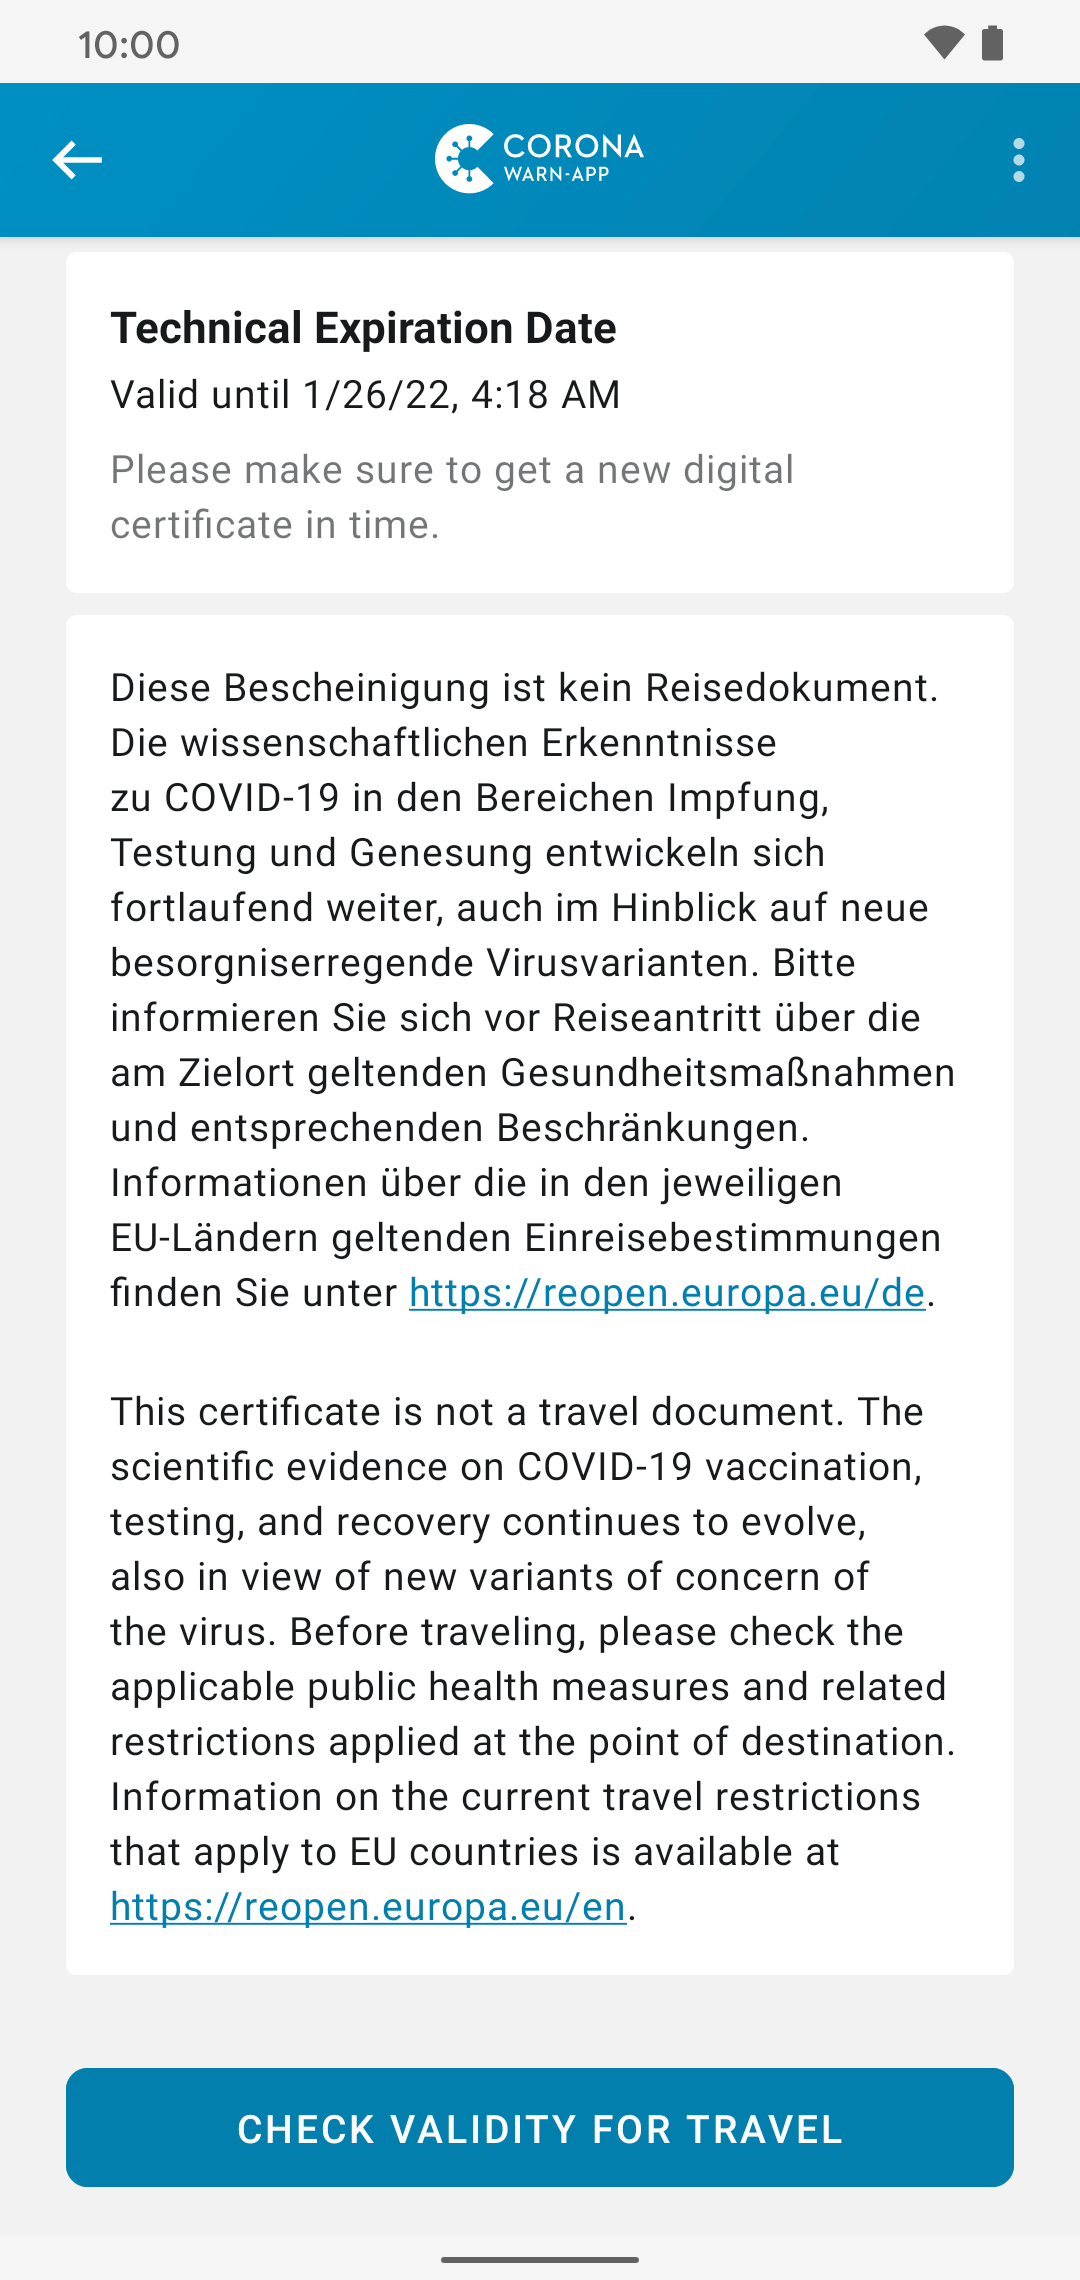 10:00
CORONA
WARN-APP
Technical Expiration Date
Valid until 1/26/22, 4:18 AM
Please make sure to get a new digital
certificate in time.
Diese Bescheinigung ist kein Reisedokument.
Die wissenschaftlichen Erkenntnisse
zu COVID-19 in den Bereichen Impfung,
Testung und Genesung entwickeln sich
fortlaufend weiter, auch im Hinblick auf neue
besorgniserregende Virusvarianten. Bitte
informieren Sie sich vor Reiseantritt über die
am Zielort geltenden Gesundheitsmaßnahmen
und entsprechenden Beschränkungen.
Informationen über die in den jeweiligen
EU-Ländern geltenden Einreisebestimmungen
finden Sie unter https://reopen.europa.eu/de.
This certificate is not a travel document. The
scientific evidence on COVID-19 vaccination,
testing, and recovery continues to evolve,
also in view of new variants of concern of
the virus. Before traveling, please check the
applicable public health measures and related
restrictions applied at the point of destination.
Information on the current travel restrictions
that apply to EU countries is available at
https://reopen.europa.eu/en.
CHECK VALIDITY FOR TRAVEL